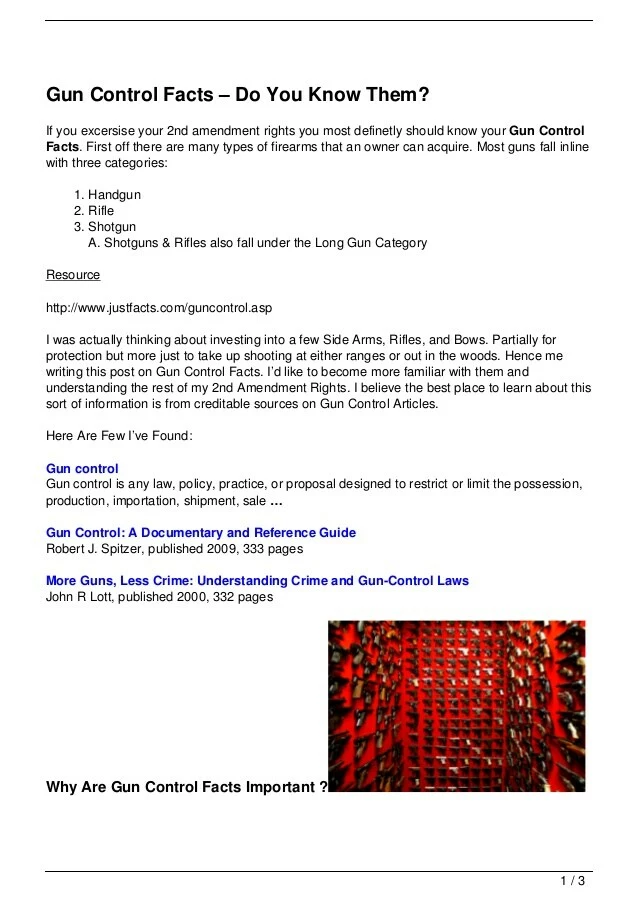 Gun Control Facts – Do You Know Them?
If you excersise your 2nd amendment rights you most definetly should know your Gun Control
Facts. First off there are many types of firearms that an owner can acquire. Most guns fall inline
with three categories:
1. Handgun
2. Rifle
3. Shotgun
A. Shotguns & Rifles also fall under the Long Gun Category
Resource
http://www.justfacts.com/guncontrol.asp
I was actually thinking about investing into a few Side Arms, Rifles, and Bows. Partially for
protection but more just to take up shooting at either ranges or out in the woods. Hence me
writing this post on Gun Control Facts. I'd like to become more familiar with them and
understanding the rest of my 2nd Amendment Rights. I believe the best place to learn about this
sort of information is from creditable sources on Gun Control Articles.
Here Are Few I've Found:
Gun control
Gun control is any law, policy, practice, or proposal designed to restrict or limit the possession,
production, importation, shipment, sale ...
Gun Control: A Documentary and Reference Guide
Robert J. Spitzer, published 2009, 333 pages
More Guns, Less Crime: Understanding Crime and Gun-Control Laws
John R Lott, published 2000, 332 pages
Why Are Gun Control Facts Important ?
1 / 3